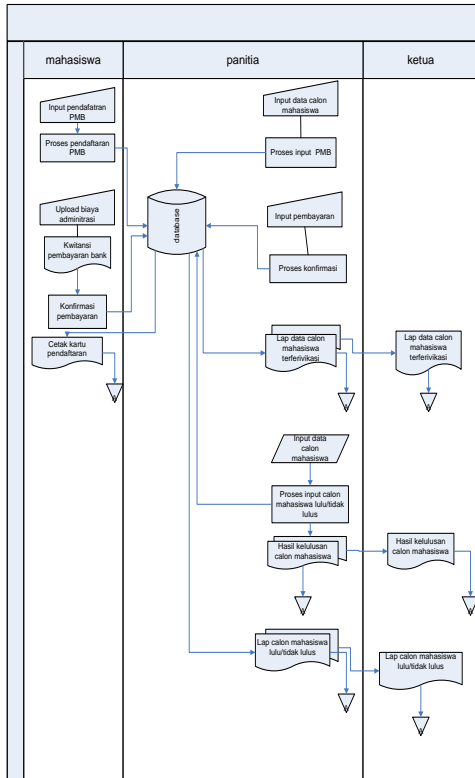 mahasiswa
panitia
ketua
Input pendafatran
PMB
Proses pendaftaran
PMB
Input data calon
mahasiswa
Proses input PMB
Upload biaya
adminitrasi
Kwitansi
pembayaran bank
Konfirmasi
pembayaran
Cetak kartu
pendaftaran
database
Input pembayaran
Proses konfirmasi
Lap data calon
mahasiswa
terferivikasi
Lap data calon
mahasiswa
terferivikasi
Input data
calon
mahasiswa
Proses input calon
mahasiswa lulu/tidak
lulus
Hasil kelulusan
calon mahasiswa
Hasil kelulusan
calon mahasiswa
Lap calon mahasiswa
lulu/tidak lulus
Lap calon mahasiswa
lulu/tidak lulus